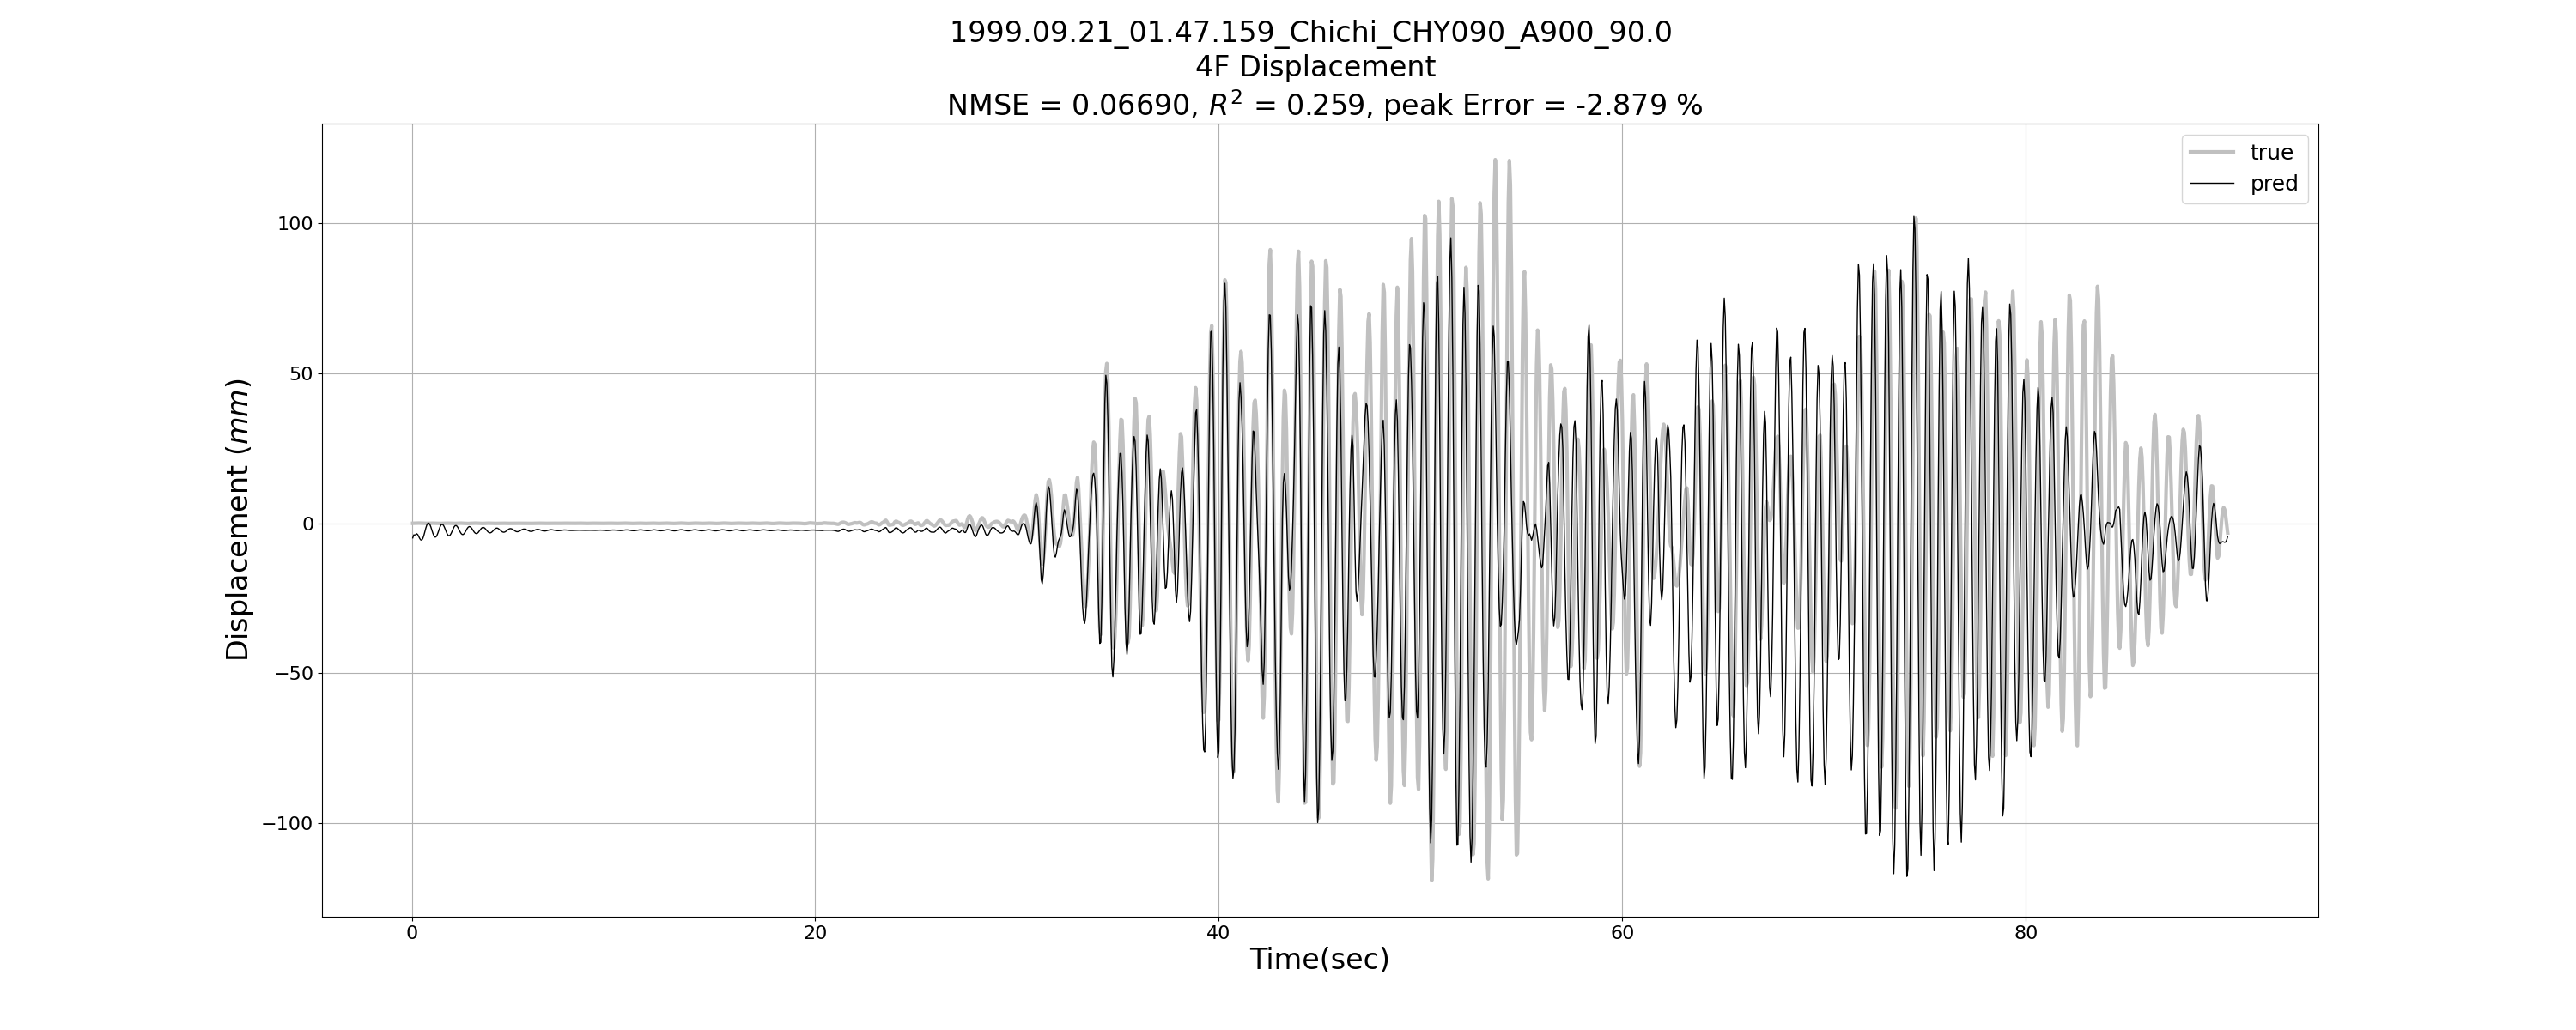 1999.09.21_01.47.159_Chichi_CHY090_A900_90.0
4F Displacement
NMSE = 0.06690, R² = 0.259, peak Error = -2.879 %
true
pred
100
50
0
−50
−100
Displacement (mm)
0 20 40 60 80
Time(sec)